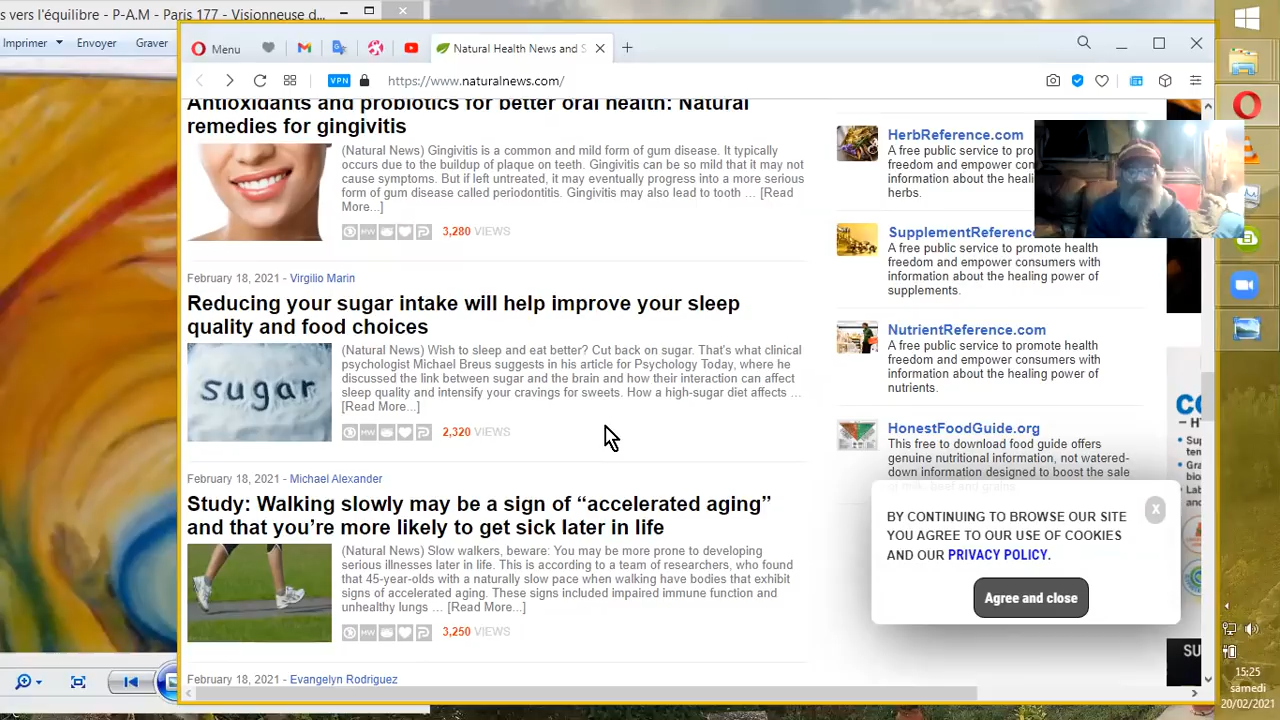 s vers l'équilibre - P-A-M - Paris 177 - Visionneuse d...
Imprimer
Envoyer
Graver
Menu
Natural Health News and S
VPN
https://www.naturalnews.com/
Antioxidants and probiotics for better oral health: Natural
remedies for gingivitis
(Natural News) Gingivitis is a common and mild form of gum disease. It typically
occurs due to the buildup of plaque on teeth. Gingivitis can be so mild that it may not
cause symptoms. But if left untreated, it may eventually progress into a more serious
form of gum disease called periodontitis. Gingivitis may also lead to tooth ... [Read
More...]
3,280 VIEWS
February 18, 2021 - Virgilio Marin
Reducing your sugar intake will help improve your sleep
quality and food choices
sugar
(Natural News) Wish to sleep and eat better? Cut back on sugar. That's what clinical
psychologist Michael Breus suggests in his article for Psychology Today, where he
discussed the link between sugar and the brain and how their interaction can affect
sleep quality and intensify your cravings for sweets. How a high-sugar diet affects ...
[Read More...]
2,320 VIEWS
February 18, 2021 - Michael Alexander
Study: Walking slowly may be a sign of “accelerated aging”
and that you’re more likely to get sick later in life
(Natural News) Slow walkers, beware: You may be more prone to developing
serious illnesses later in life. This is according to a team of researchers, who found
that 45-year-olds with a naturally slow pace when walking have bodies that exhibit
signs of accelerated aging. These signs included impaired immune function and
unhealthy lungs ... [Read More...]
3,250 VIEWS
February 18, 2021 - Evangelyn Rodriguez
HerbReference.com
A free public service to pro
freedom and empower con
information about the heali
herbs.
SupplementReference
A free public service to promote health
freedom and empower consumers with
information about the healing power of
supplements.
NutrientReference.com
A free public service to promote health
freedom and empower consumers with
information about the healing power of
nutrients.
HonestFoodGuide.org
This free to download food guide offers
genuine nutritional information, not watered-
down information designed to boost the sale
of milk, beef and grains.
BY CONTINUING TO BROWSE OUR SITE
YOU AGREE TO OUR USE OF COOKIES
AND OUR PRIVACY POLICY.
X
Agree and close
SU
15:25
samedi
20/02/2021